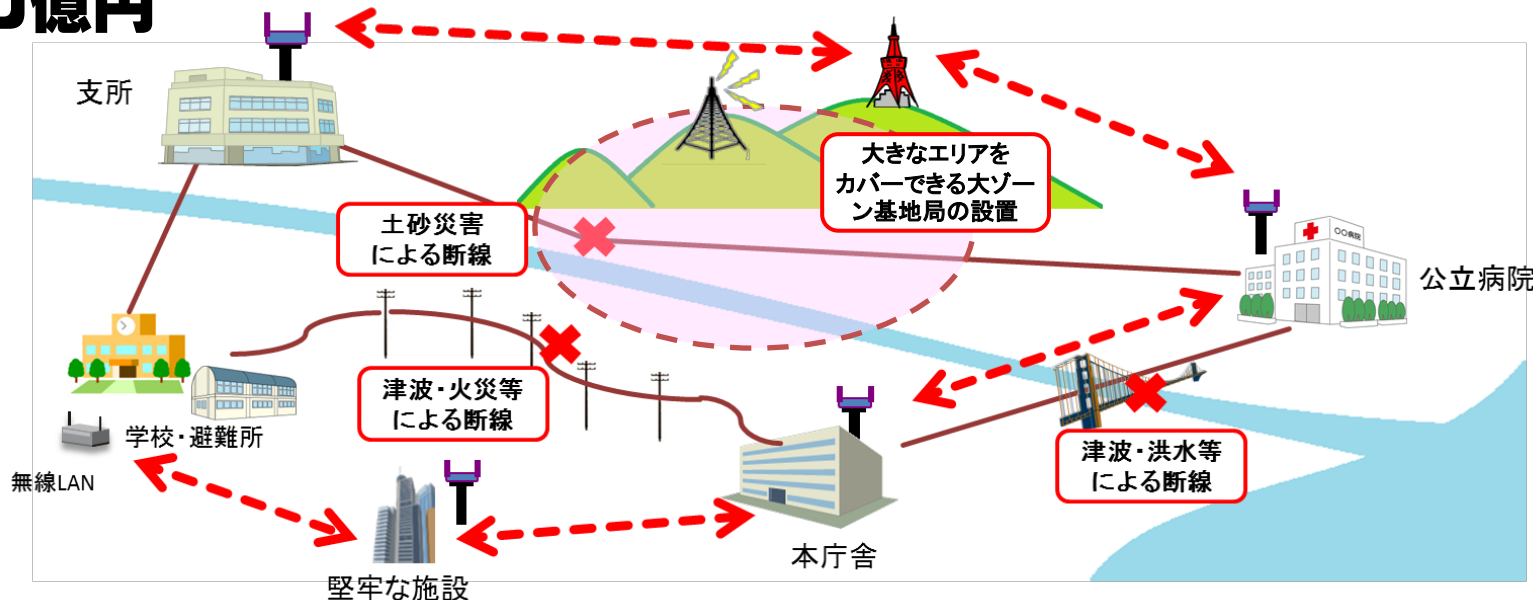 億円
支所
大きなエリアを
カバーできる大ゾー
ン基地局の設置
土砂災害
による断線
〇〇病院
公立病院
津波・火災等
による断線
学校・避難所
無線LAN
津波・洪水等
による断線
本庁舎
堅牢な施設